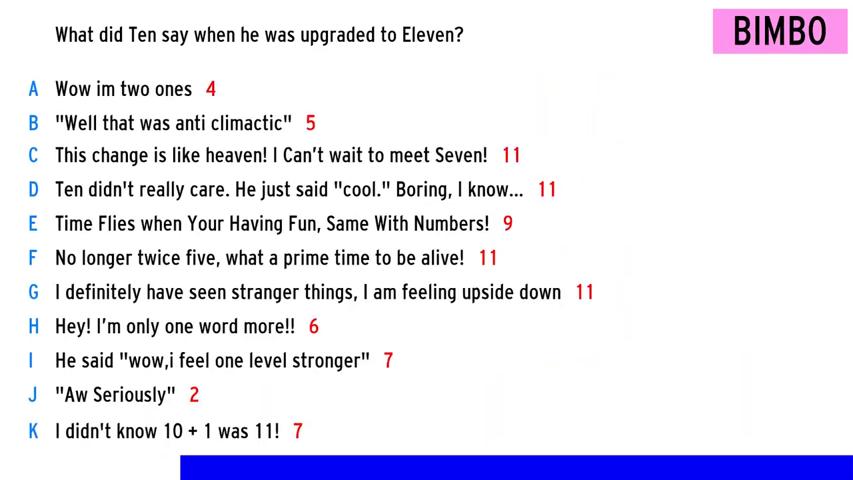 What did Ten say when he was upgraded to Eleven?
BIMBO
A Wow im two ones 4
B "Well that was anti climactic" 5
C This change is like heaven! I Can't wait to meet Seven! 11
D Ten didn't really care. He just said "cool." Boring, I know... 11
E Time Flies when Your Having Fun, Same With Numbers! 9
F No longer twice five, what a prime time to be alive! 11
G I definitely have seen stranger things, I am feeling upside down 11
H Hey! I'm only one word more!! 6
I He said "wow,i feel one level stronger" 7
J "Aw Seriously" 2
K I didn't know 10 + 1 was 11! 7